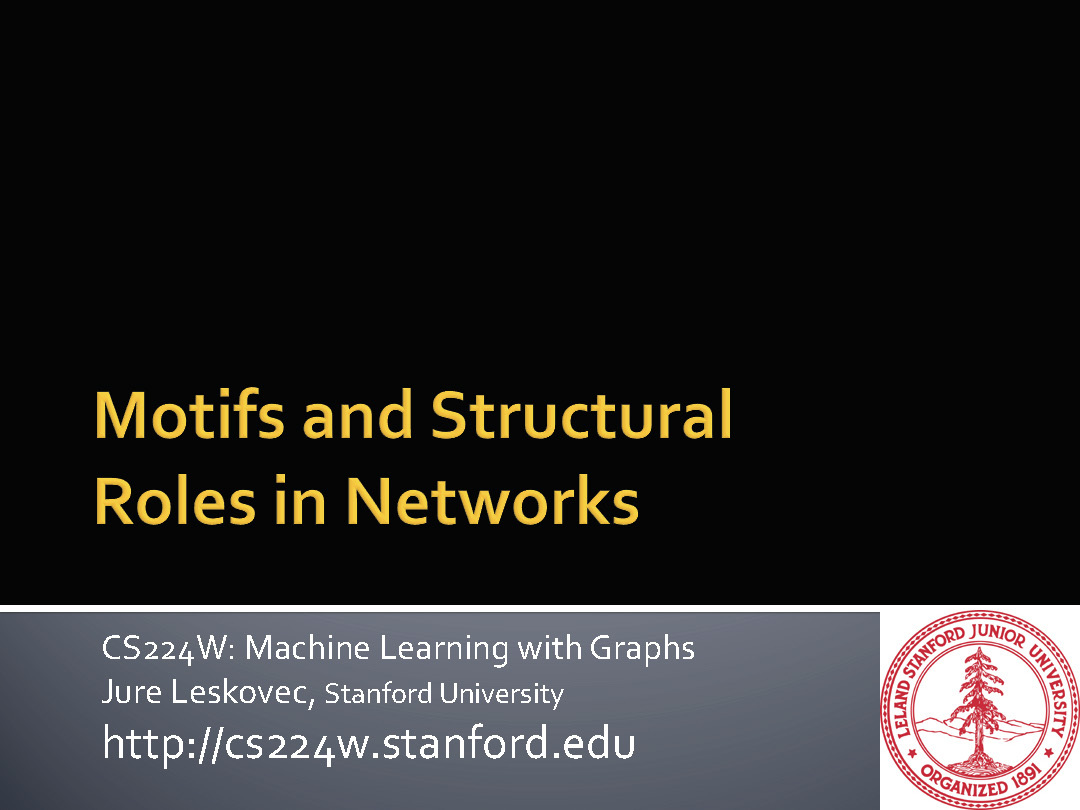 Motifs and Structural
Roles in Networks
CS224W: Machine Learning with Graphs
Jure Leskovec, Stanford University
http://cs224w.stanford.edu
LELAND STANFORD JUNIOR UNIVERSITY
ORGANIZED 1891